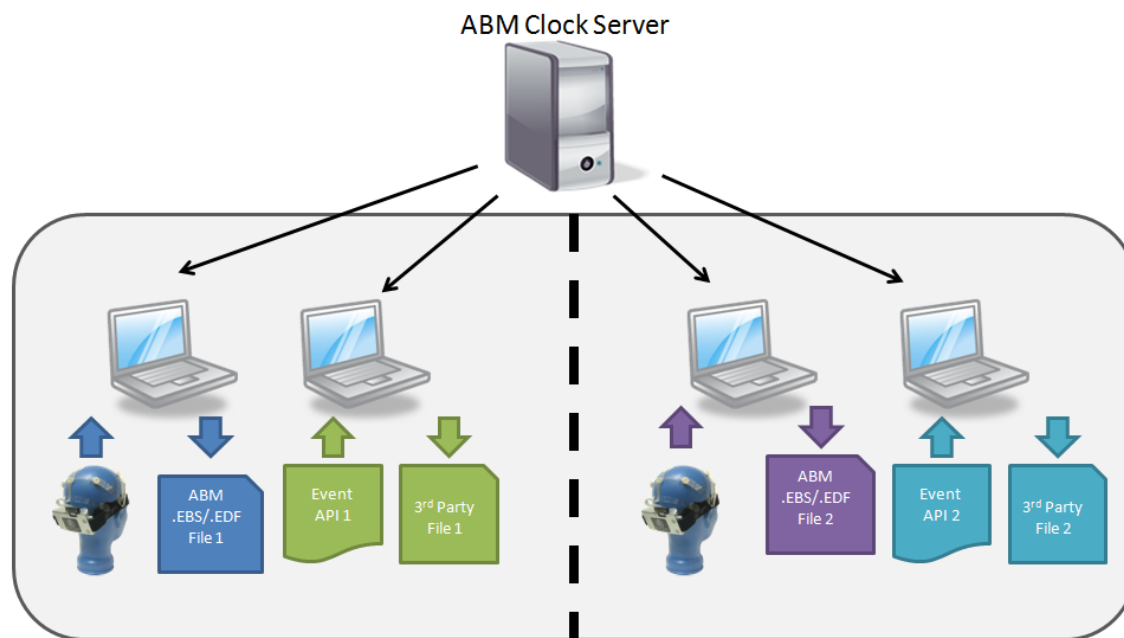 ABM Clock Server
ABM
.EBS/.EDF
File 1
Event
API 1
3rd Party
File 1
ABM
.EBS/.EDF
File 2
Event
API 2
3rd Party
File 2